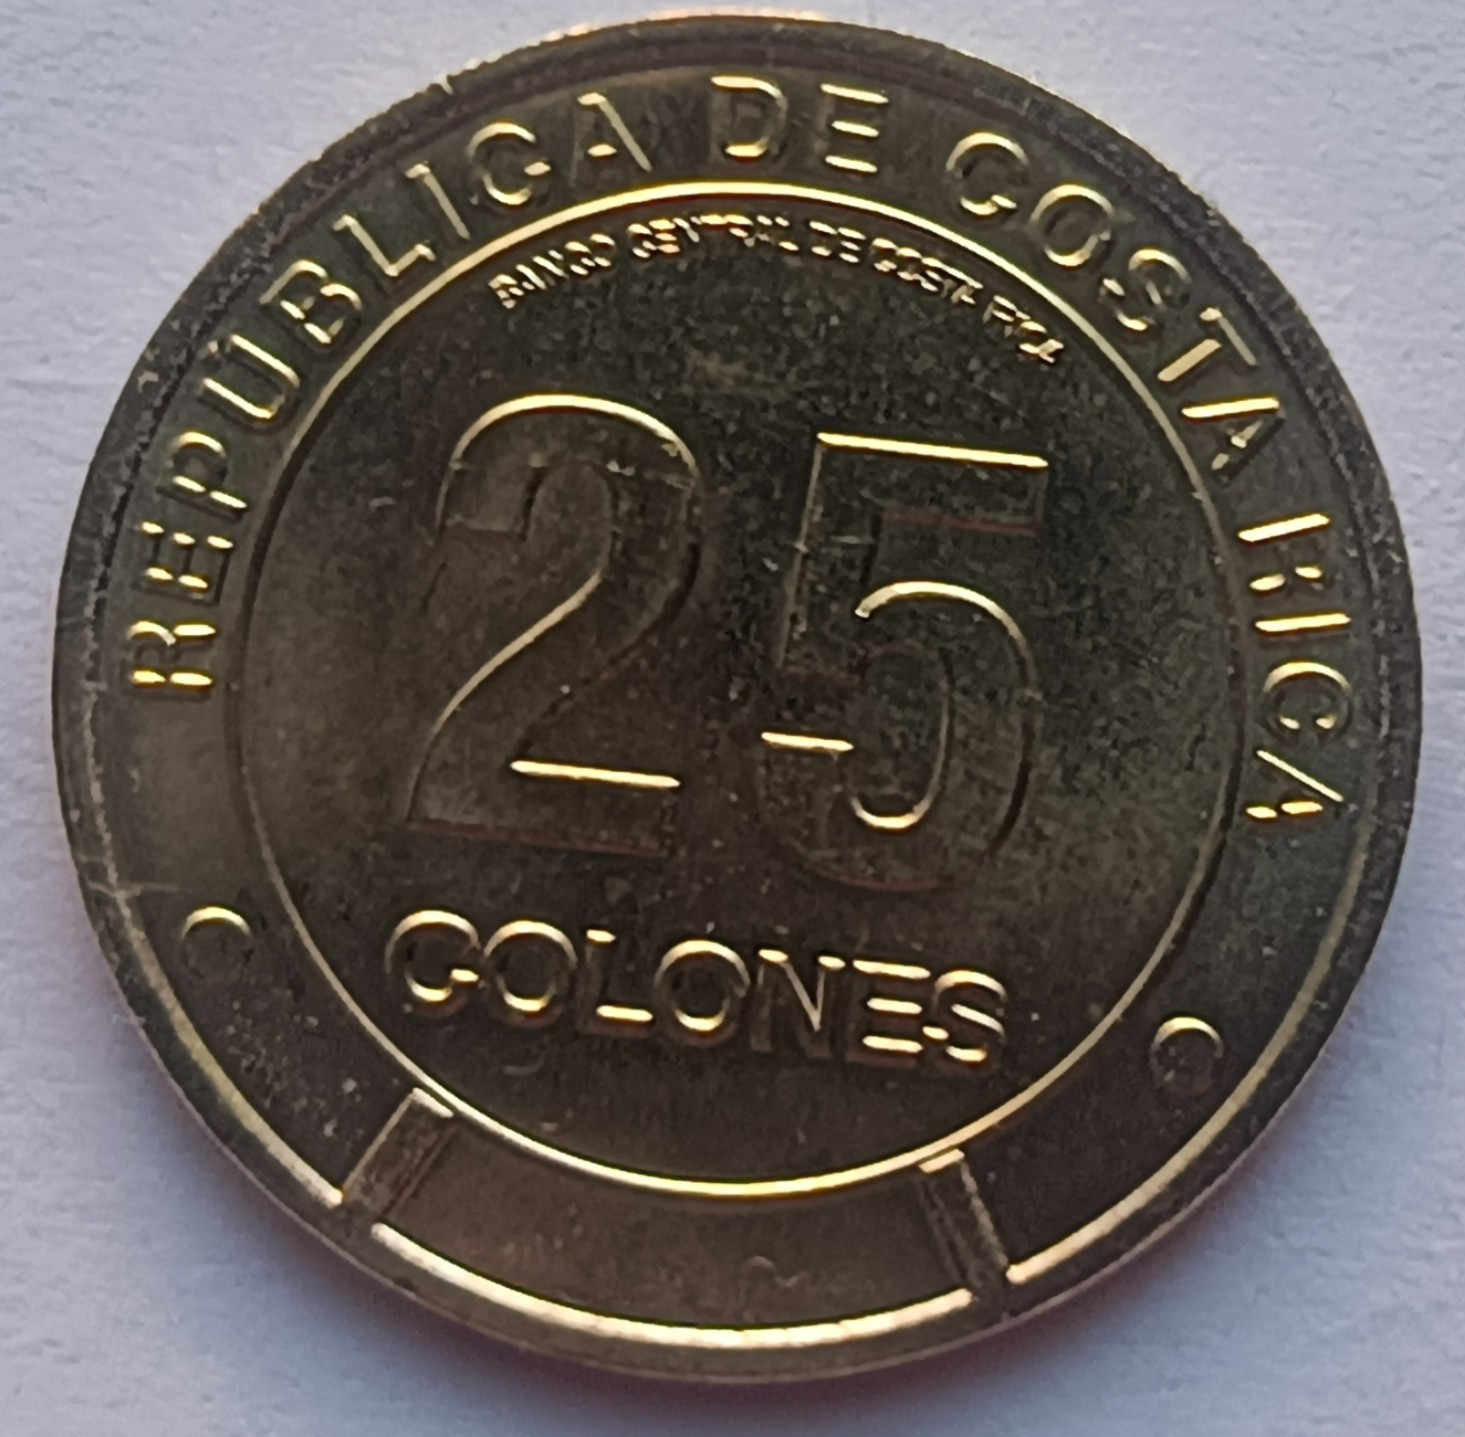 REPÚBLICA DE COSTA RICA
BANCO CENTRAL DE COSTA RICA
25
COLONES